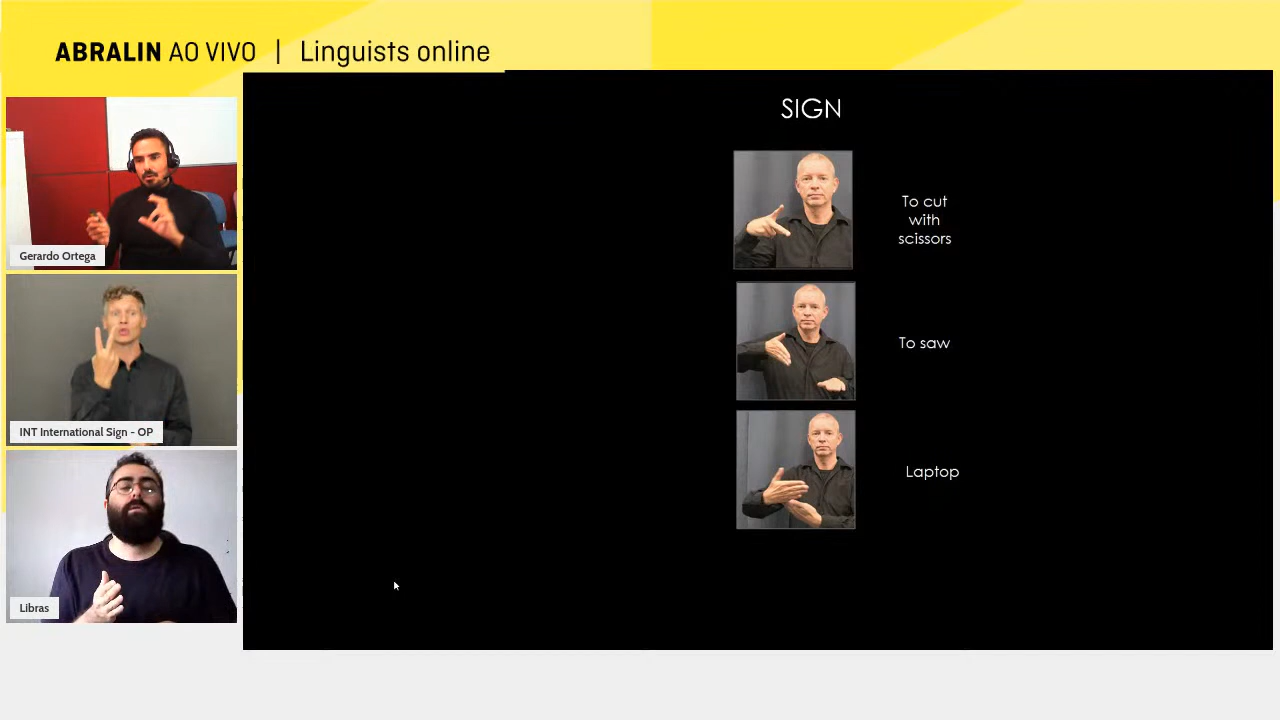 ABRALIN AO VIVO | Linguists online
SIGN
To cut
with
scissors
To saw
Laptop
Gerardo Ortega
INT International Sign - OP
Libras